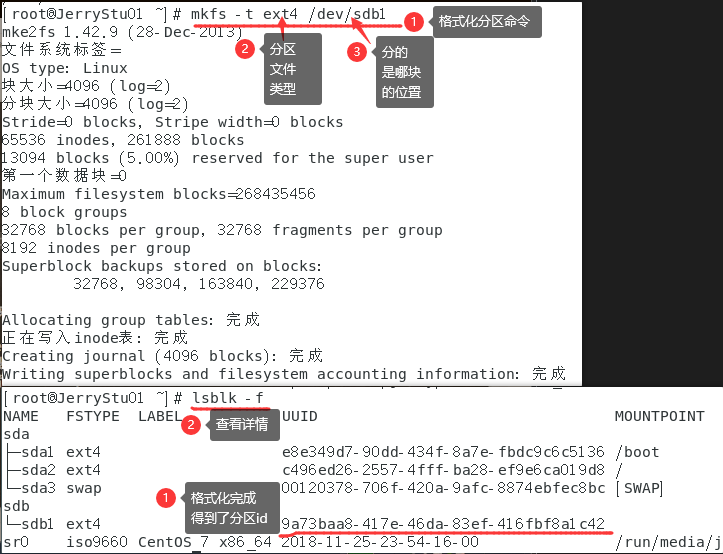 [root@JerryStu01 ~]# mkfs -t ext4 /dev/sdb1
1 格式化分区命令
mke2fs 1.42.9 (28-Dec-2013)
文件系统标签=
2 分区
文件
类型
3 分的
是哪块
的位置
OS type: Linux
块大小=4096 (log=2)
分块大小=4096 (log=2)
Stride=0 blocks, Stripe width=0 blocks
65536 inodes, 261888 blocks
13094 blocks (5.00%) reserved for the super user
第一个数据块=0
Maximum filesystem blocks=268435456
8 block groups
32768 blocks per group, 32768 fragments per group
8192 inodes per group
Superblock backups stored on blocks:
32768, 98304, 163840, 229376
Allocating group tables: 完成
正在写入inode表: 完成
Creating journal (4096 blocks): 完成
Writing superblocks and filesystem accounting information: 完成
[root@JerryStu01 ~]# lsblk -f
NAME FSTYPE LABEL UUID MOUNTPOINT
2 查看详情
sda
├─sda1 ext4 e8e349d7-90dd-434f-8a7e-fbdc9c6c5136 /boot
├─sda2 ext4 c496ed26-2557-4fff-ba28-ef9e6ca019d8 /
└─sda3 swap 00120378-706f-420a-9afc-8874ebfec8bc [SWAP]
1 格式化完成
得到了分区id
sdb
└─sdb1 ext4 9a73baa8-417e-46da-83ef-416fbf8a1c42
sr0 iso9660 CentOS 7 x86_64 2018-11-25-23-54-16-00 /run/media/j